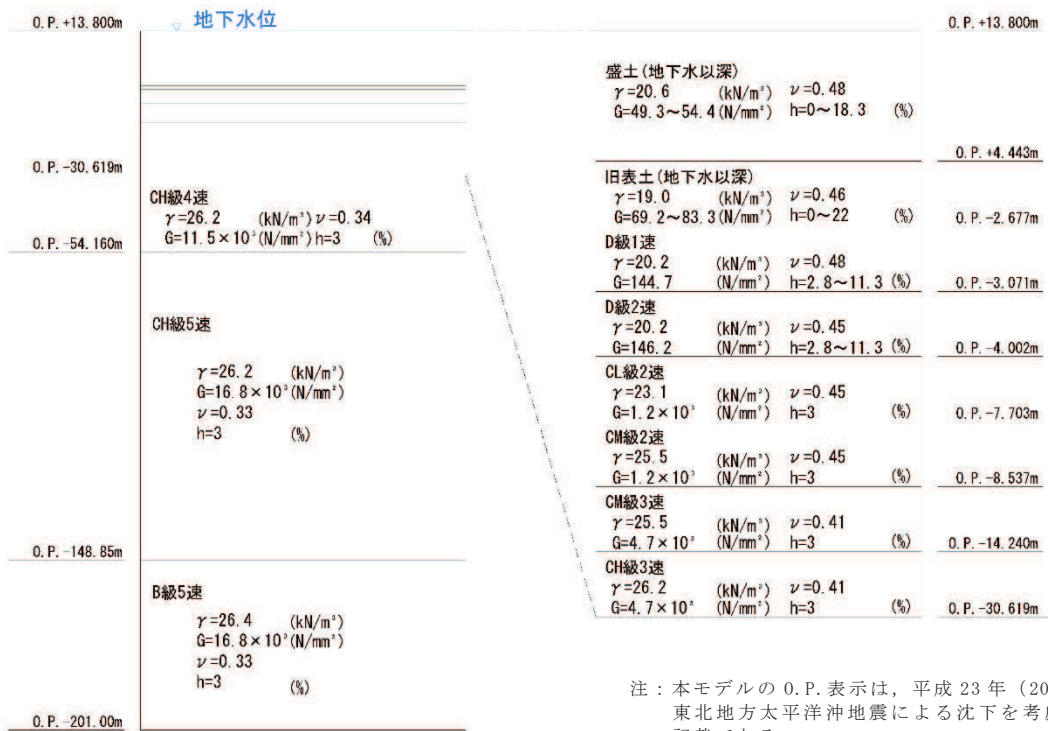 O.P.+13.800m
地下水位
O.P.-30.619m
CH級4速
γ=26.2 (kN/m³) ν=0.34
G=11.5×10³(N/mm²) h=3 (%)
O.P.-54.160m
CH級5速
γ=26.2 (kN/m³)
G=16.8×10³(N/mm²)
ν=0.33
h=3 (%)
O.P.-148.85m
B級5速
γ=26.4 (kN/m³)
G=16.8×10³(N/mm²)
ν=0.33
h=3 (%)
O.P.-201.00m
O.P.+13.800m
盛土(地下水以深)
γ=20.6 (kN/m³) ν=0.48
G=49.3～54.4(N/mm²) h=0～18.3 (%)
O.P.+4.443m
旧表土(地下水以深)
γ=19.0 (kN/m³) ν=0.46
G=69.2～83.3(N/mm²) h=0～22 (%) O.P.-2.677m
D級1速
γ=20.2 (kN/m³) ν=0.48
G=144.7 (N/mm²) h=2.8～11.3 (%) O.P.-3.071m
D級2速
γ=20.2 (kN/m³) ν=0.45
G=146.2 (N/mm²) h=2.8～11.3 (%) O.P.-4.002m
CL級2速
γ=23.1 (kN/m³) ν=0.45
G=1.2×10³ (N/mm²) h=3 (%) O.P.-7.703m
CM級2速
γ=25.5 (kN/m³) ν=0.45
G=1.2×10³ (N/mm²) h=3 (%) O.P.-8.537m
CM級3速
γ=25.5 (kN/m³) ν=0.41
G=4.7×10³ (N/mm²) h=3 (%) O.P.-14.240m
CH級3速
γ=26.2 (kN/m³) ν=0.41
G=4.7×10³ (N/mm²) h=3 (%) O.P.-30.619m
注：本モデルの O.P.表示は，平成 23 年（20
東北地方太平洋沖地震による沈下を考